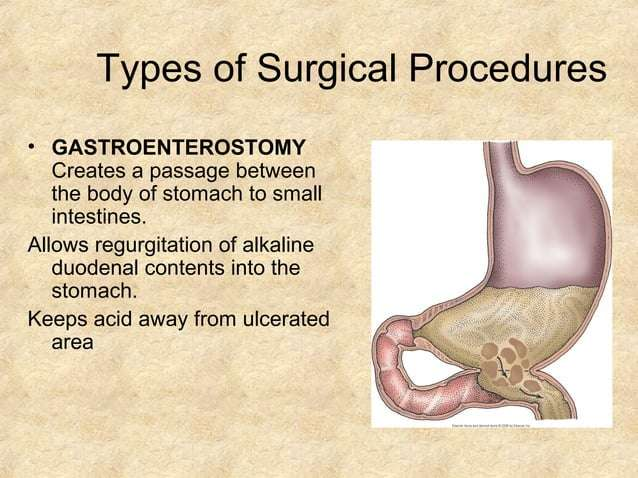 Types of Surgical Procedures
• GASTROENTEROSTOMY
Creates a passage between
the body of stomach to small
intestines.
Allows regurgitation of alkaline
duodenal contents into the
stomach.
Keeps acid away from ulcerated
area